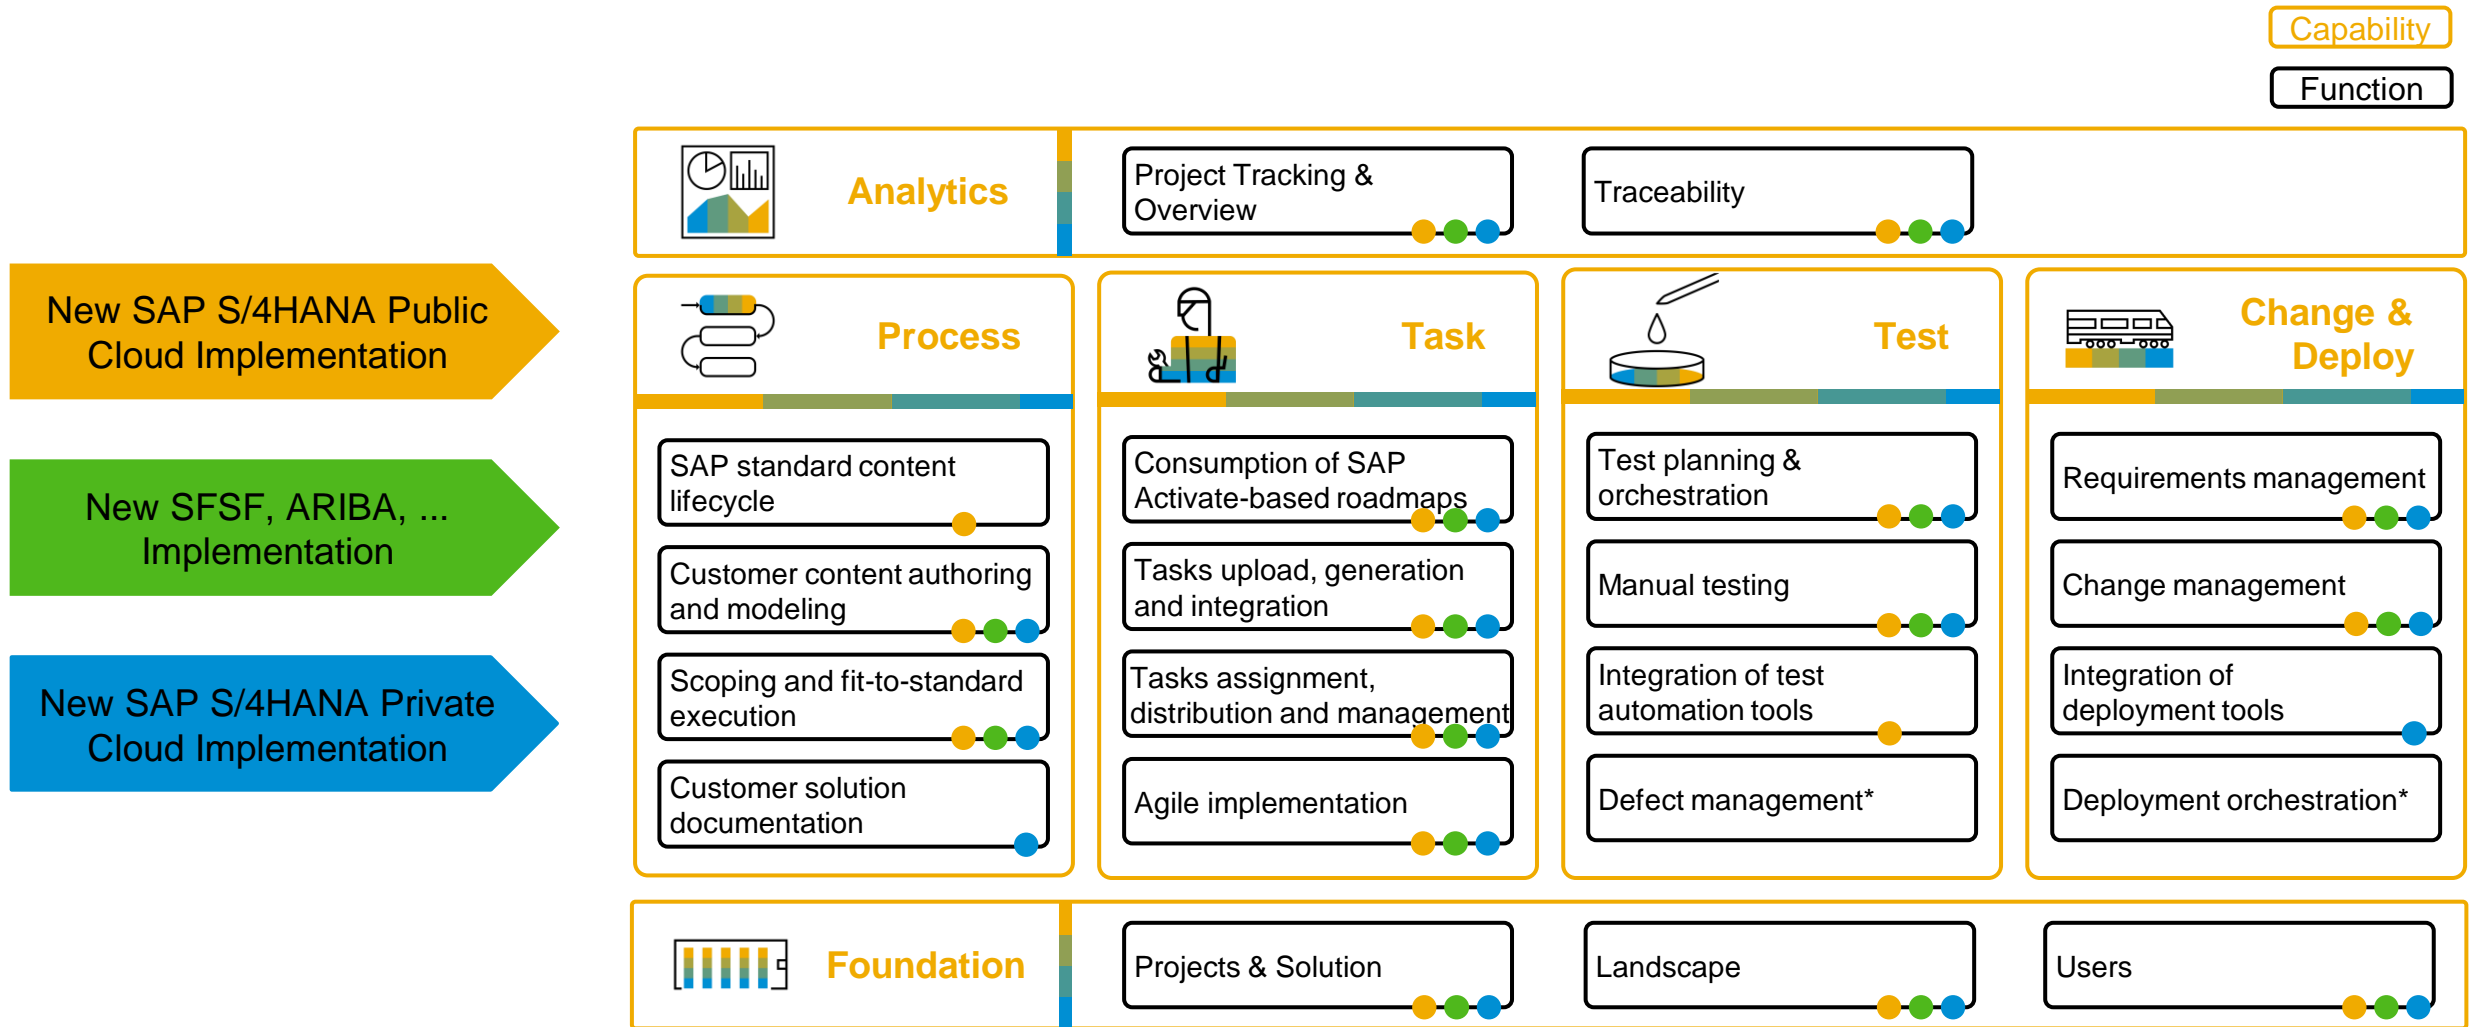 Capability
Function
Analytics
Project Tracking &
Overview
Traceability
New SAP S/4HANA Public
Cloud Implementation
New SFSF, ARIBA, ...
Implementation
New SAP S/4HANA Private
Cloud Implementation
Process
SAP standard content
lifecycle
Customer content authoring
and modeling
Scoping and fit-to-standard
execution
Customer solution
documentation
Task
Consumption of SAP
Activate-based roadmaps
Tasks upload, generation
and integration
Tasks assignment,
distribution and management
Agile implementation
Test
Test planning &
orchestration
Manual testing
Integration of test
automation tools
Defect management*
Change &
Deploy
Requirements management
Change management
Integration of
deployment tools
Deployment orchestration*
Foundation
Projects & Solution
Landscape
Users